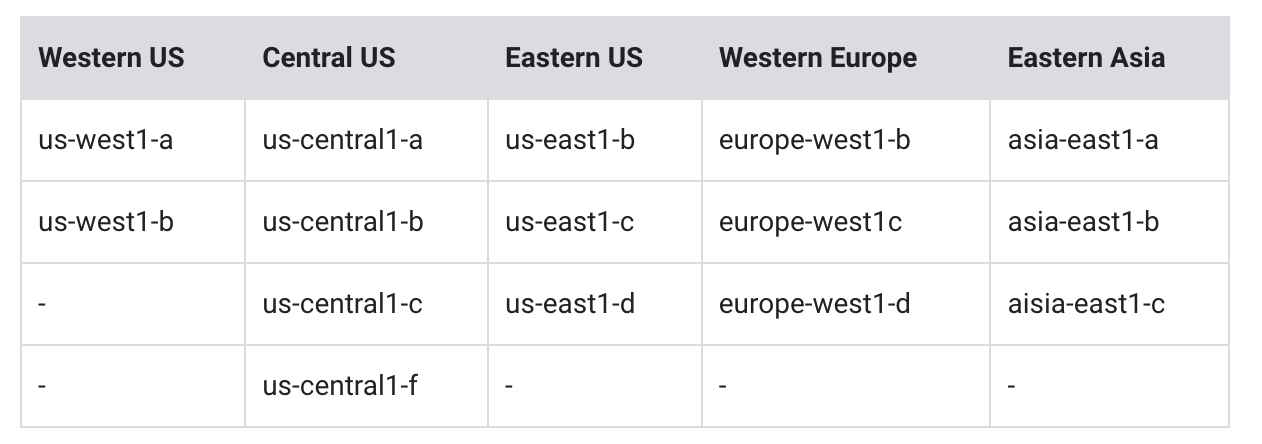 Western US Central US Eastern US Western Europe Eastern Asia
us-west1-a us-central1-a us-east1-b europe-west1-b asia-east1-a
us-west1-b us-central1-b us-east1-c europe-west1c asia-east1-b
- us-central1-c us-east1-d europe-west1-d aisia-east1-c
- us-central1-f - - -